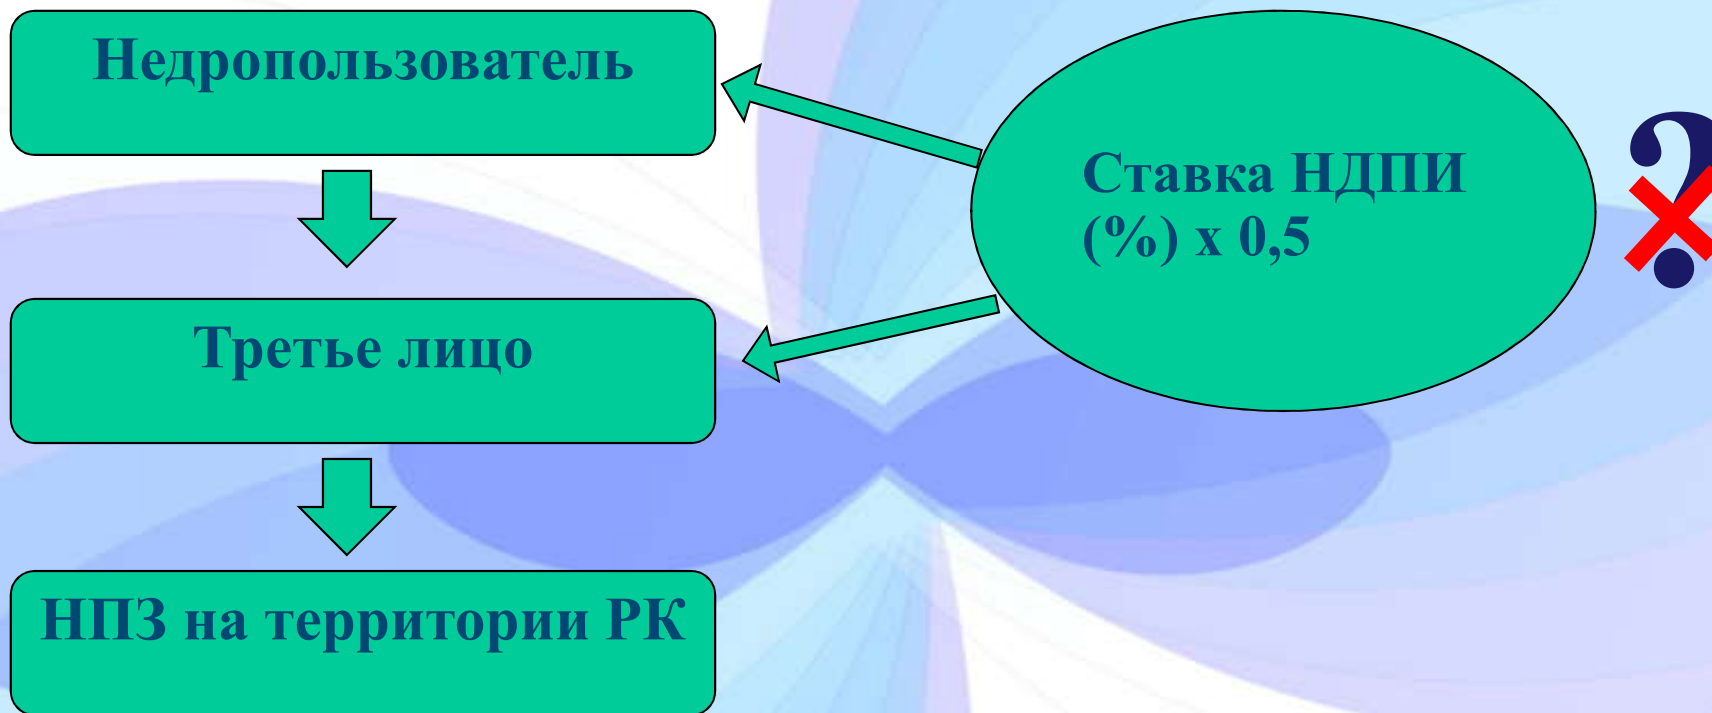 Недропользователь
Ставка НДПИ
(%) х 0,5
?
Третье лицо
НПЗ на территории РК